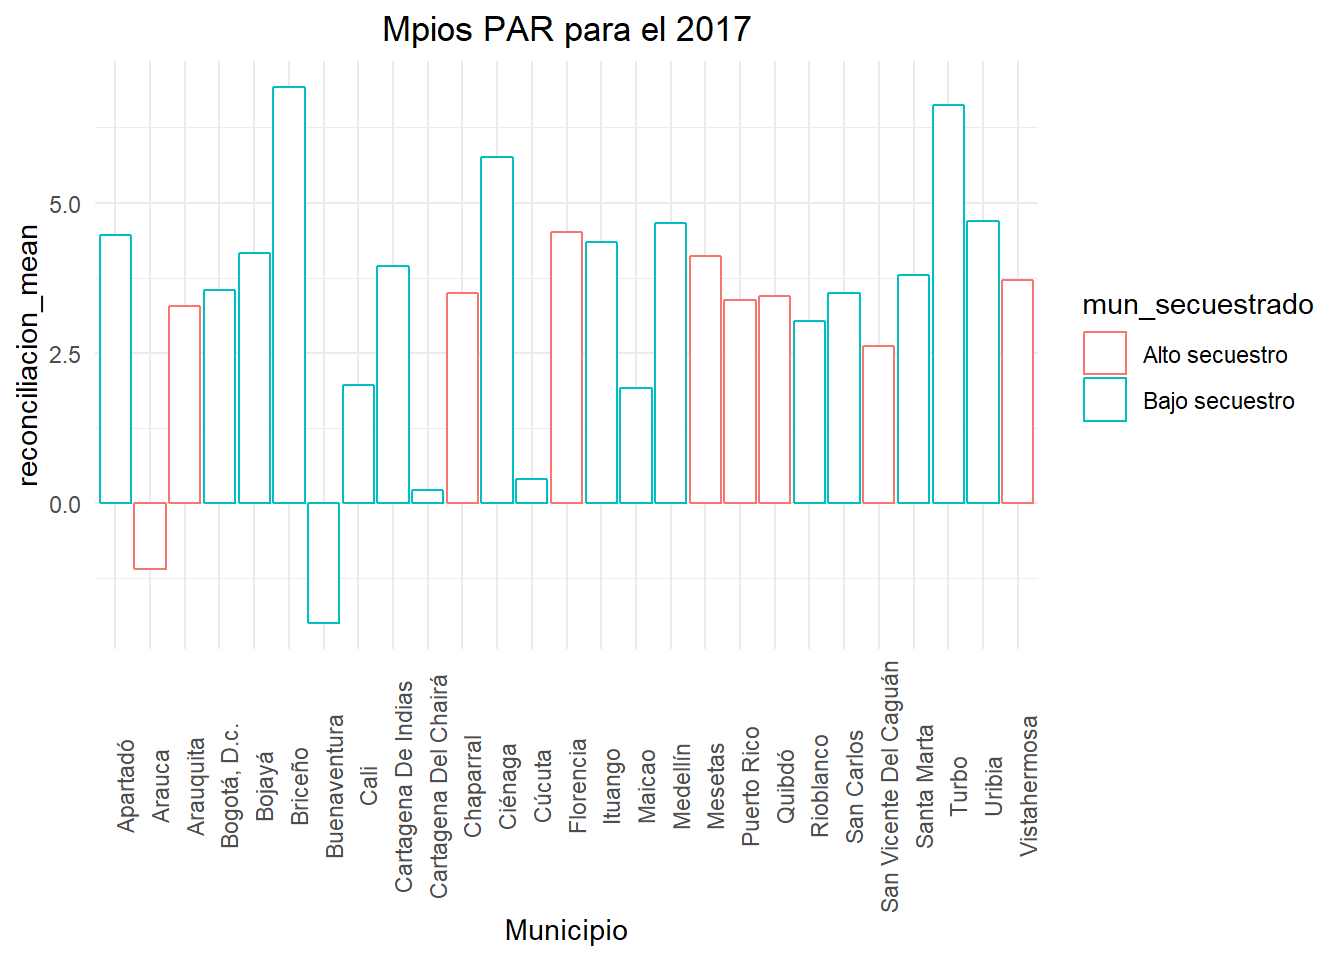 Mpios PAR para el 2017
reconciliacion_mean
5.0
2.5
0.0
Apartadó
Arauca
Arauquita
Bogotá, D.c.
Bojayá
Briceño
Buenaventura
Cali
Cartagena De Indias
Cartagena Del Chairá
Chaparral
Ciénaga
Cúcuta
Florencia
Ituango
Maicao
Medellín
Mesetas
Puerto Rico
Quibdó
Rioblanco
San Carlos
San Vicente Del Caguán
Santa Marta
Turbo
Uribia
Vistahermosa
Municipio
mun_secuestrado
Alto secuestro
Bajo secuestro